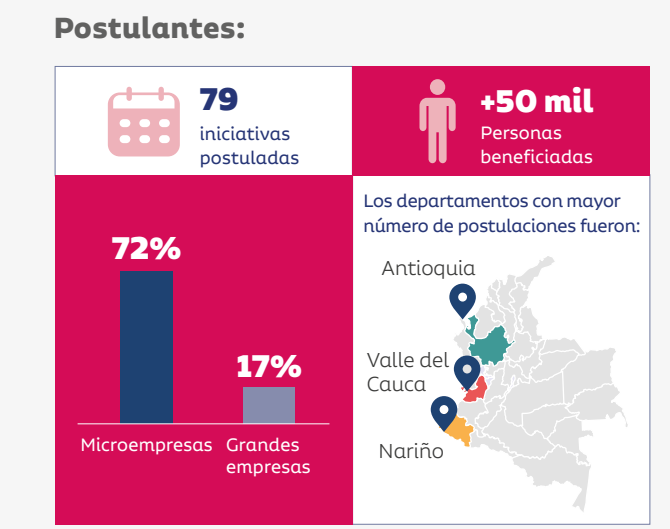 Postulantes:
79
iniciativas
postuladas
+50 mil
Personas
beneficiadas
72%
17%
Microempresas
Grandes
empresas
Los departamentos con mayor
número de postulaciones fueron:
Antioquia
Valle del
Cauca
Nariño